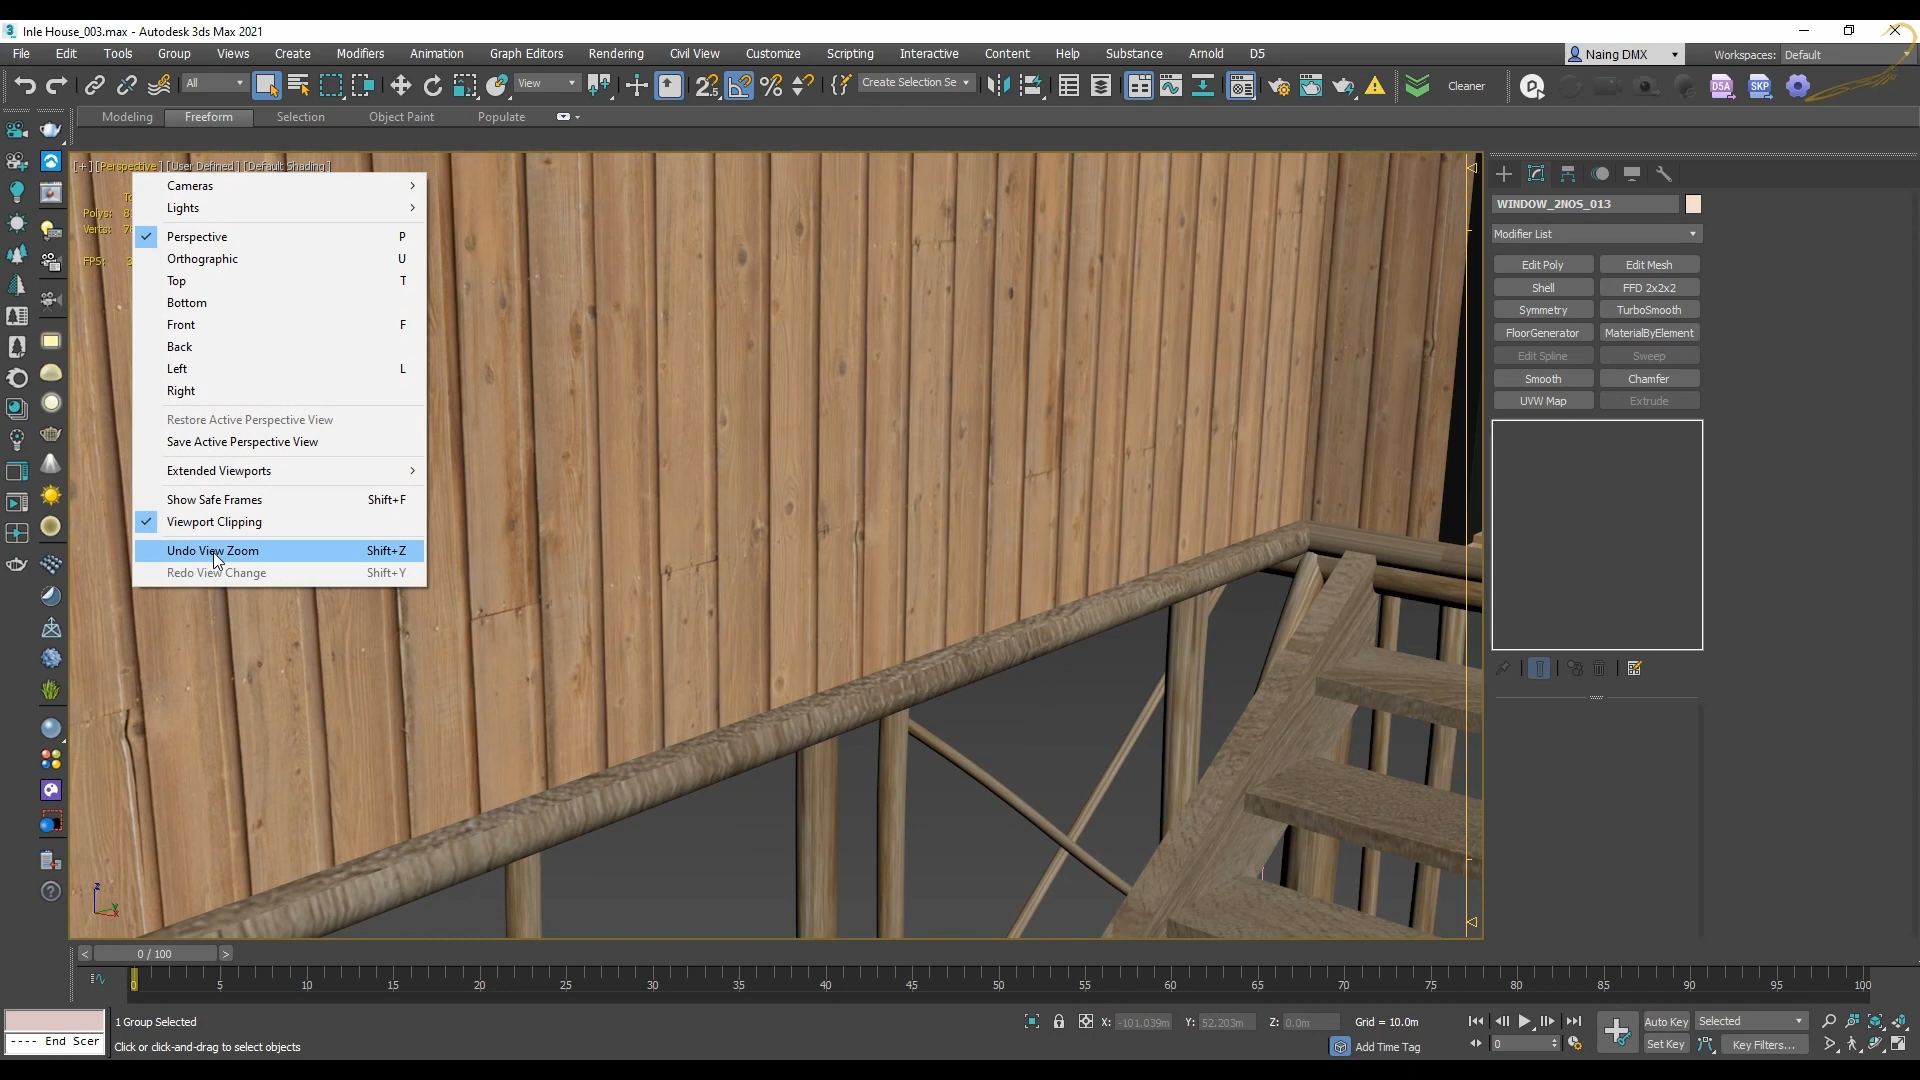 Inle House_003.max - Autodesk 3ds Max 2021
File Edit Tools Group Views Create Modifiers Animation Graph Editors Rendering Civil View Customize Scripting Interactive Content Help Substance Arnold D5
Naing DMX
Workspaces: Default
All
View
Create Selection Se
Cleaner
D5A
SKP
Modeling Freeform Selection Object Paint Populate
[+] [Perspective] [User Defined] [Default Shading]
Polys:
Verts:
FPS:
Cameras
Lights
Perspective P
Orthographic U
Top T
Bottom
Front F
Back
Left L
Right
Restore Active Perspective View
Save Active Perspective View
Extended Viewports
Show Safe Frames Shift+F
Viewport Clipping
Undo View Zoom Shift+Z
Redo View Change Shift+Y
z
y
x
WINDOW_2NOS_013
Modifier List
Edit Poly Edit Mesh
Shell FFD 2x2x2
Symmetry TurboSmooth
FloorGenerator MaterialByElement
Edit Spline Sweep
Smooth Chamfer
UVW Map Extrude
< 0 / 100 >
0 5 10 15 20 25 30 35 40 45 50 55 60 65 70 75 80 85 90 95 100
1 Group Selected
X: -101.039m Y: 52.203m Z: 0.0m Grid = 10.0m
Auto Key Selected
---- End Scer
Click or click-and-drag to select objects
Add Time Tag
0
Set Key Key Filters...